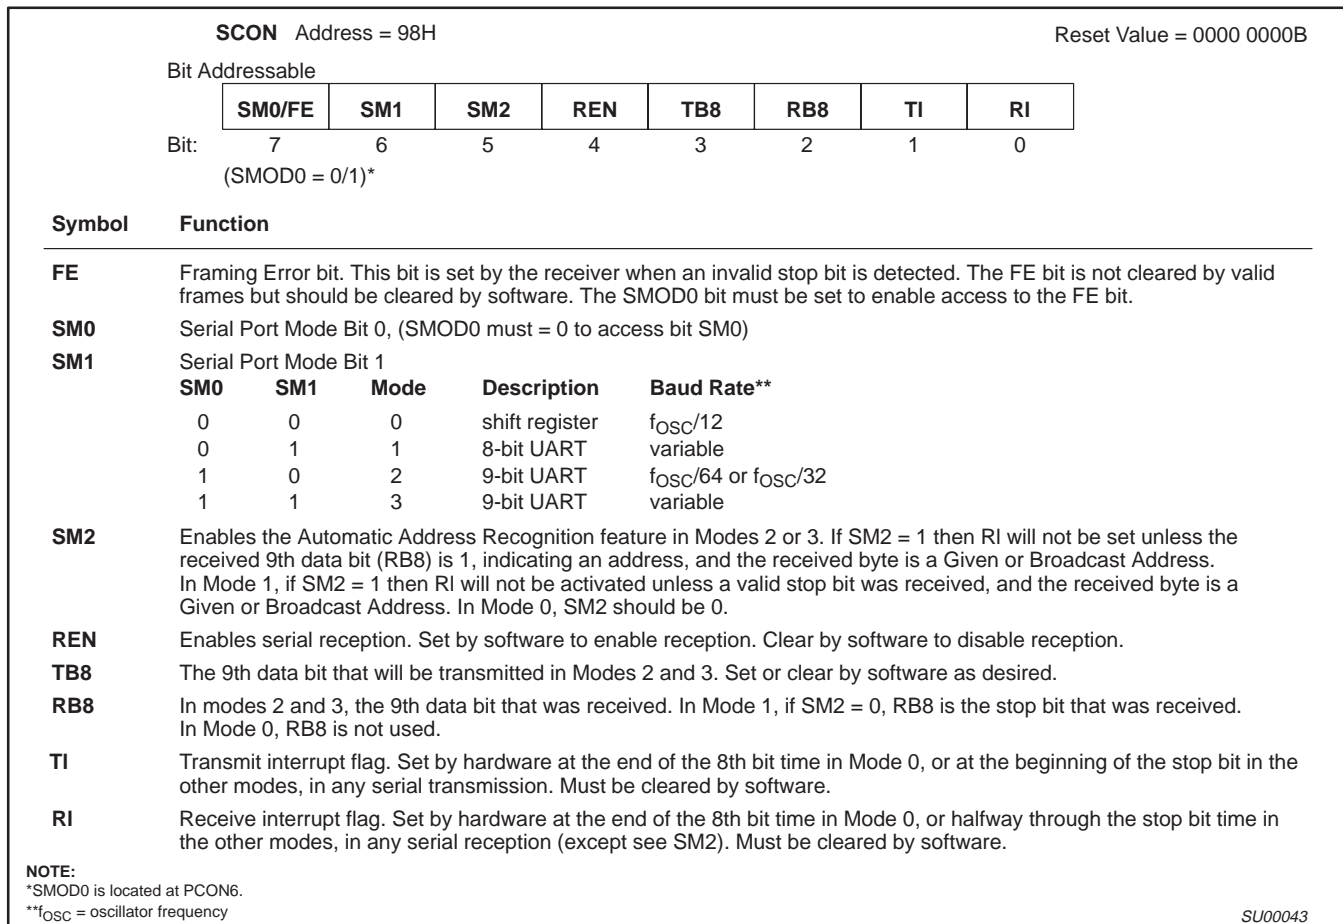 SCON Address = 98H Reset Value = 0000 0000B
Bit Addressable
SM0/FE SM1 SM2 REN TB8 RB8 TI RI
Bit: 7 6 5 4 3 2 1 0
(SMOD0 = 0/1)*
Symbol Function
FE Framing Error bit. This bit is set by the receiver when an invalid stop bit is detected. The FE bit is not cleared by valid
frames but should be cleared by software. The SMOD0 bit must be set to enable access to the FE bit.
SM0 Serial Port Mode Bit 0, (SMOD0 must = 0 to access bit SM0)
SM1 Serial Port Mode Bit 1
SM0 SM1 Mode Description Baud Rate**
0 0 0 shift register fOSC/12
0 1 1 8-bit UART variable
1 0 2 9-bit UART fOSC/64 or fOSC/32
1 1 3 9-bit UART variable
SM2 Enables the Automatic Address Recognition feature in Modes 2 or 3. If SM2 = 1 then RI will not be set unless the
received 9th data bit (RB8) is 1, indicating an address, and the received byte is a Given or Broadcast Address.
In Mode 1, if SM2 = 1 then RI will not be activated unless a valid stop bit was received, and the received byte is a
Given or Broadcast Address. In Mode 0, SM2 should be 0.
REN Enables serial reception. Set by software to enable reception. Clear by software to disable reception.
TB8 The 9th data bit that will be transmitted in Modes 2 and 3. Set or clear by software as desired.
RB8 In modes 2 and 3, the 9th data bit that was received. In Mode 1, if SM2 = 0, RB8 is the stop bit that was received.
In Mode 0, RB8 is not used.
TI Transmit interrupt flag. Set by hardware at the end of the 8th bit time in Mode 0, or at the beginning of the stop bit in the
other modes, in any serial transmission. Must be cleared by software.
RI Receive interrupt flag. Set by hardware at the end of the 8th bit time in Mode 0, or halfway through the stop bit time in
the other modes, in any serial reception (except see SM2). Must be cleared by software.
NOTE:
*SMOD0 is located at PCON6.
**fOSC = oscillator frequency SU00043